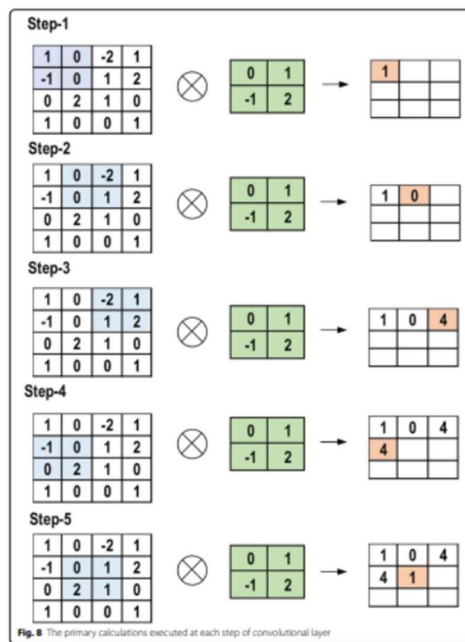 Step-1
1 0 -2 1
-1 0 1 2 0 1 1
0 2 1 0 -1 2
1 0 0 1
Step-2
1 0 -2 1
-1 0 1 2 0 1 1 0
0 2 1 0 -1 2
1 0 0 1
Step-3
1 0 -2 1
-1 0 1 2 0 1 1 0 4
0 2 1 0 -1 2
1 0 0 1
Step-4
1 0 -2 1
-1 0 1 2 0 1 1 0 4
0 2 1 0 -1 2 4
1 0 0 1
Step-5
1 0 -2 1
-1 0 1 2 0 1 1 0 4
0 2 1 0 -1 2 4 1
1 0 0 1
Fig. 8 The primary calculations executed at each step of convolutional layer